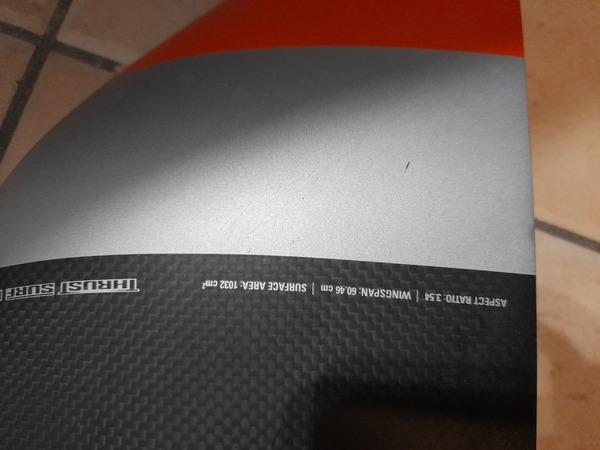 ASPECT RATIO: 3.54 | WINGSPAN: 60.46 cm | SURFACE AREA: 1032 cm² THRUST SURF